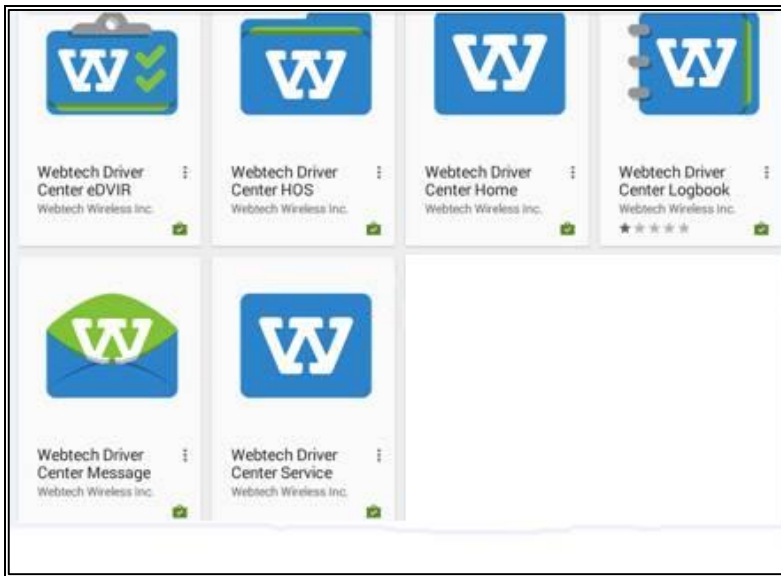 W
W
W
W
Webtech Driver
Center eDVIR
Webtech Wireless Inc.
Webtech Driver
Center HOS
Webtech Wireless Inc.
Webtech Driver
Center Home
Webtech Wireless Inc.
Webtech Driver
Center Logbook
Webtech Wireless Inc.
W
W
Webtech Driver
Center Message
Webtech Wireless Inc.
Webtech Driver
Center Service
Webtech Wireless Inc.